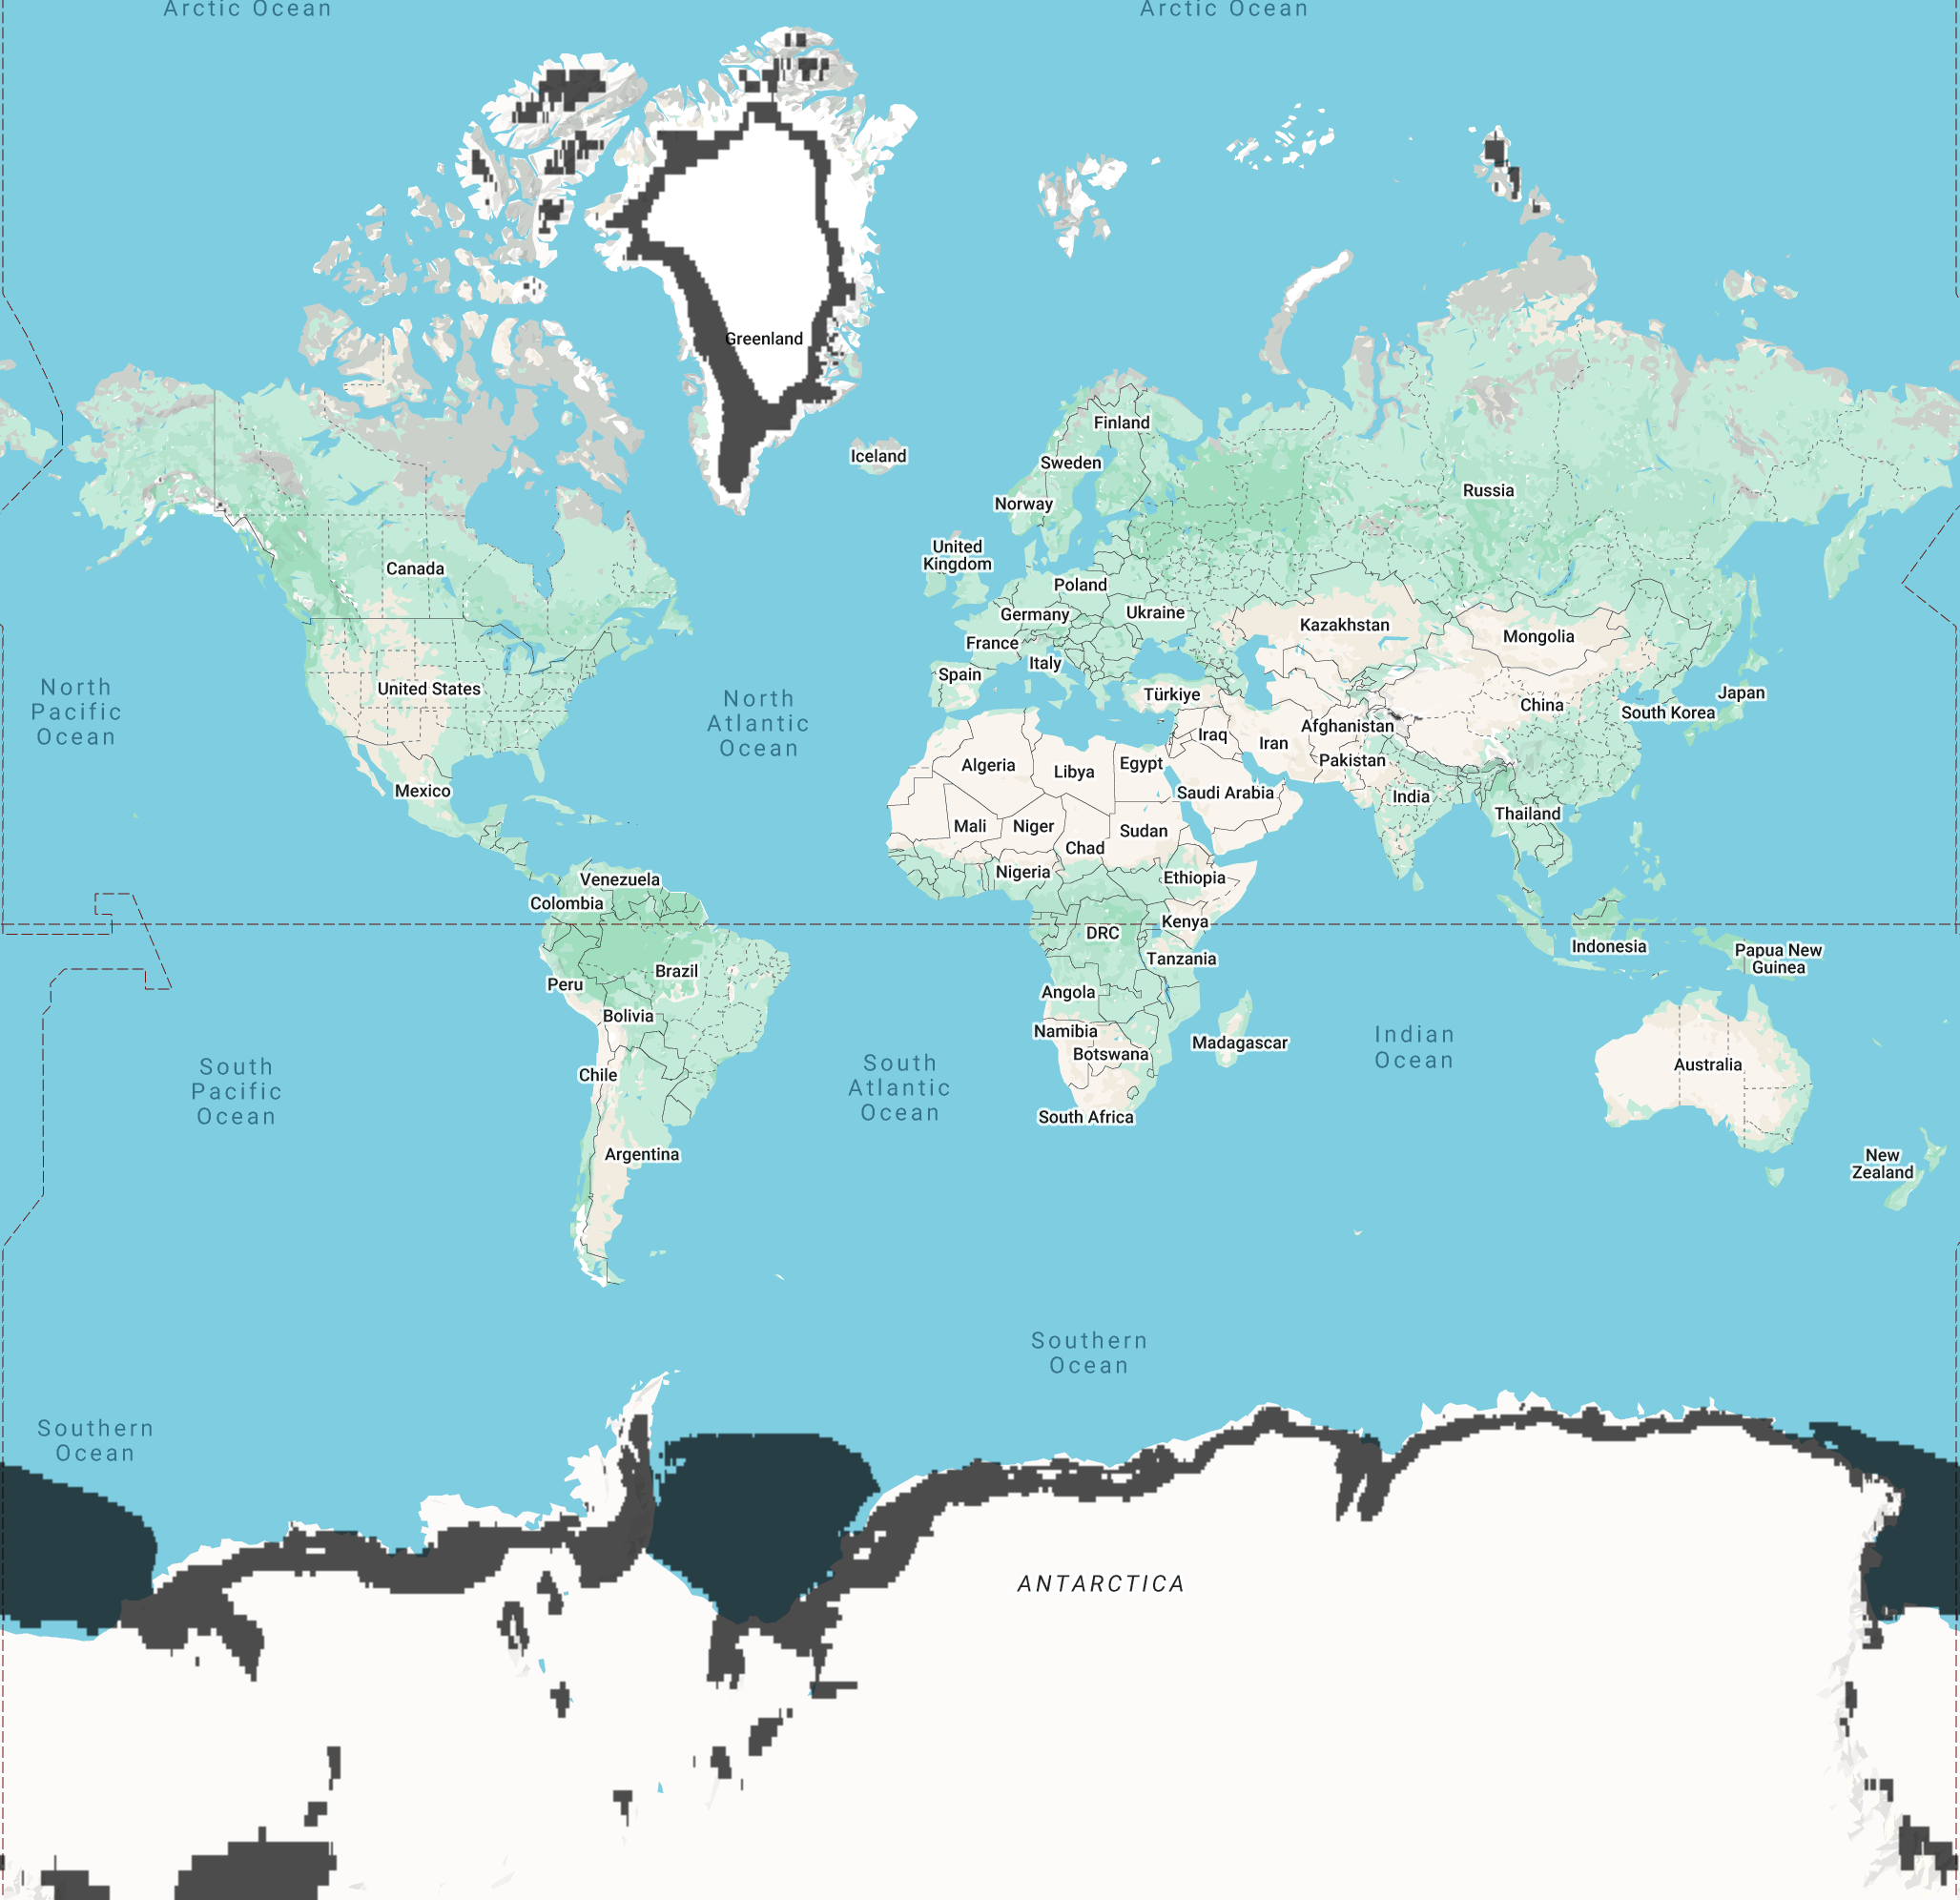 Arctic Ocean
Arctic Ocean
Greenland
Iceland
Finland
Sweden
Norway
Russia
United
Kingdom
Poland
Germany
Ukraine
France
Italy
Spain
Türkiye
Kazakhstan
Mongolia
Canada
United States
Mexico
North
Pacific
Ocean
North
Atlantic
Ocean
China
Japan
South Korea
Afghanistan
Iraq
Iran
Pakistan
Algeria
Libya
Egypt
Saudi Arabia
India
Thailand
Mali
Niger
Chad
Sudan
Nigeria
Ethiopia
Venezuela
Colombia
Kenya
DRC
Tanzania
Indonesia
Papua New
Guinea
Brazil
Peru
Bolivia
Angola
Namibia
Botswana
Madagascar
South Africa
Indian
Ocean
Australia
Chile
Argentina
South
Pacific
Ocean
South
Atlantic
Ocean
New
Zealand
Southern
Ocean
Southern
Ocean
ANTARCTICA